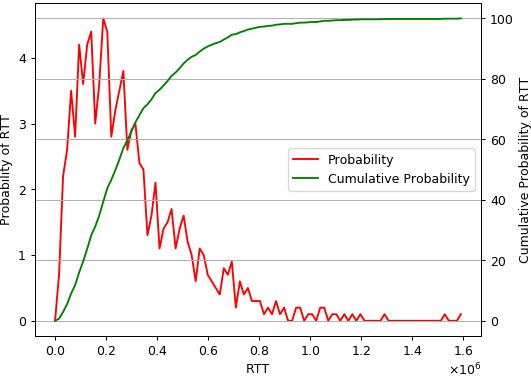 Probability of RTT
4
3
2
1
0
100
80
60
40
20
0
Cumulative Probability of RTT
Probability
Cumulative Probability
0.0 0.2 0.4 0.6 0.8 1.0 1.2 1.4 1.6
×10⁶
RTT